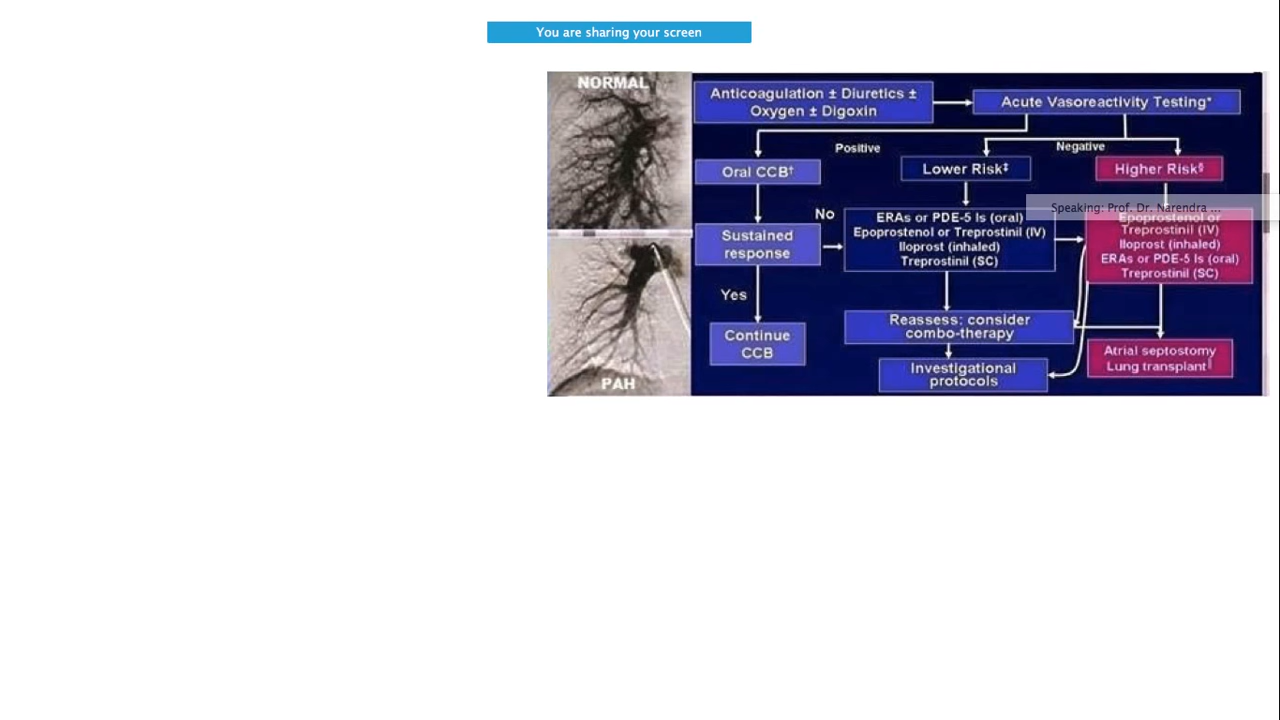 You are sharing your screen
NORMAL
PAH
Anticoagulation ± Diuretics ±
Oxygen ± Digoxin
Acute Vasoreactivity Testing*
Positive
Negative
Oral CCB†
Lower Risk‡
Higher Risk§
Speaking: Prof. Dr. Narendra ...
No
Sustained
response
ERAs or PDE-5 Is (oral)
Epoprostenol or Treprostinil (IV)
Iloprost (inhaled)
Treprostinil (SC)
Epoprostenol or
Treprostinil (IV)
Iloprost (inhaled)
ERAs or PDE-5 Is (oral)
Treprostinil (SC)
Yes
Continue
CCB
Reassess: consider
combo-therapy
Investigational
protocols
Atrial septostomy
Lung transplant‖